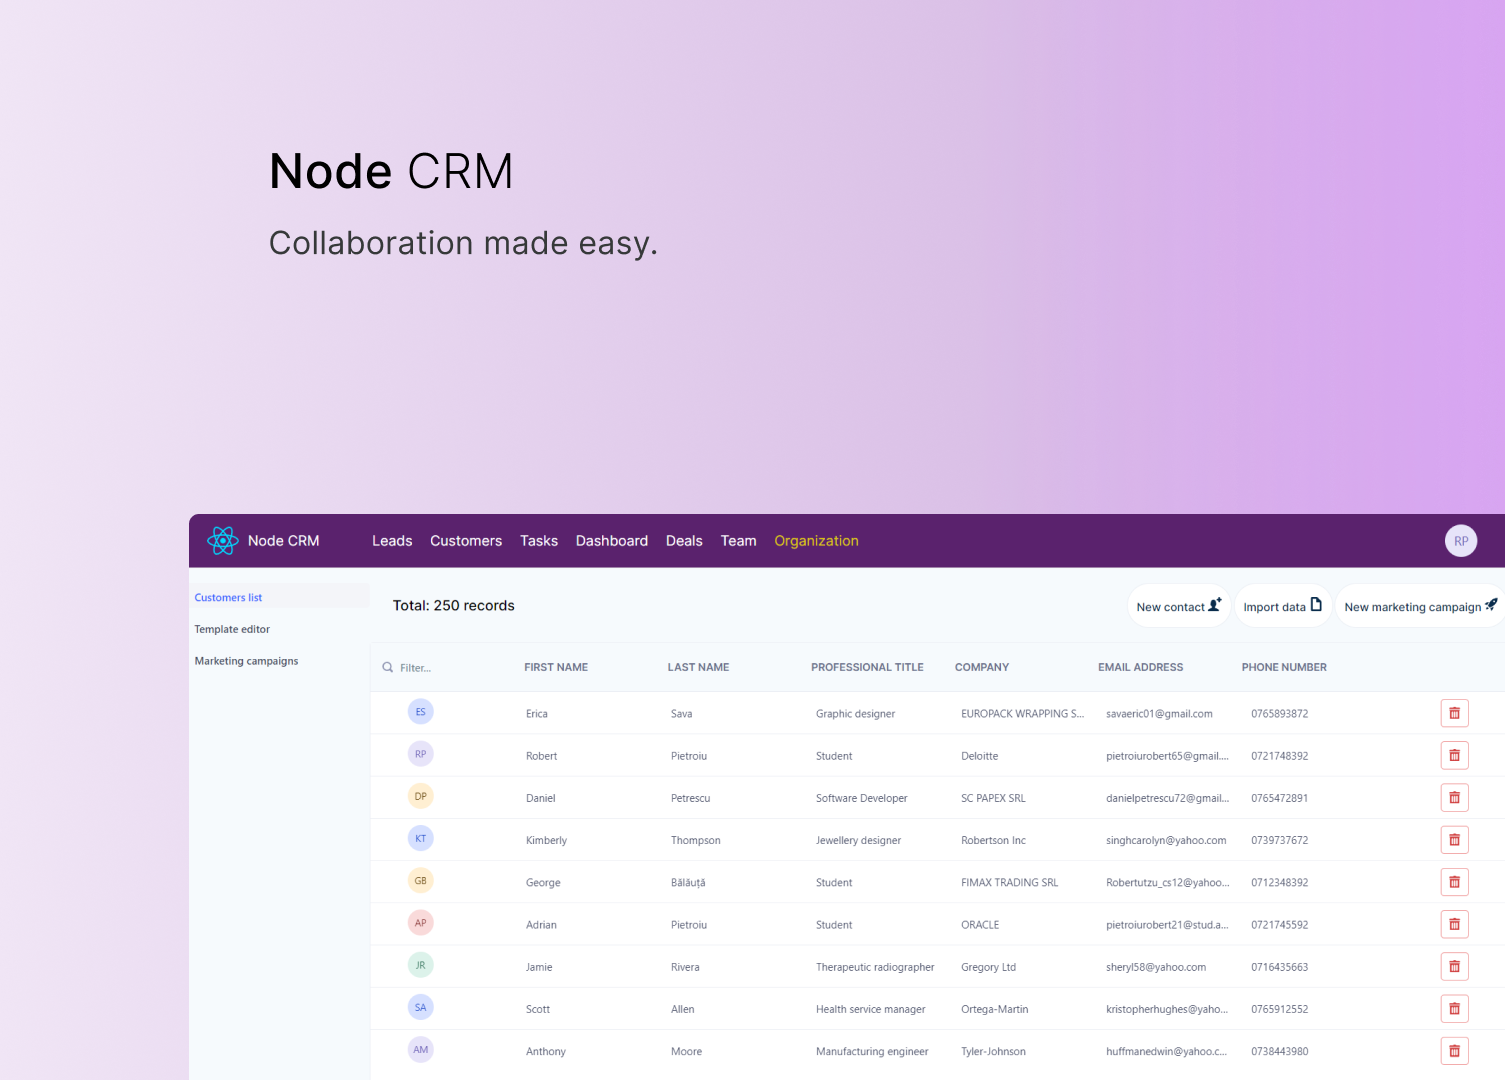 Node CRM
Collaboration made easy.
Node CRM Leads Customers Tasks Dashboard Deals Team Organization RP
Customers list
Template editor
Marketing campaigns
Total: 250 records New contact Import data New marketing campaign
Filter... FIRST NAME LAST NAME PROFESSIONAL TITLE COMPANY EMAIL ADDRESS PHONE NUMBER
ES Erica Sava Graphic designer EUROPACK WRAPPING S... savaeric01@gmail.com 0765893872
RP Robert Pietroiu Student Deloitte pietroiurobert65@gmail.... 0721748392
DP Daniel Petrescu Software Developer SC PAPEX SRL danielpetrescu72@gmail... 0765472891
KT Kimberly Thompson Jewellery designer Robertson Inc singhcarolyn@yahoo.com 0739737672
GB George Bălăuță Student FIMAX TRADING SRL Robertutzu_cs12@yahoo... 0712348392
AP Adrian Pietroiu Student ORACLE pietroiurobert21@stud.a... 0721745592
JR Jamie Rivera Therapeutic radiographer Gregory Ltd sheryl58@yahoo.com 0716435663
SA Scott Allen Health service manager Ortega-Martin kristopherhughes@yaho... 0765912552
AM Anthony Moore Manufacturing engineer Tyler-Johnson huffmanedwin@yahoo.c... 0738443980